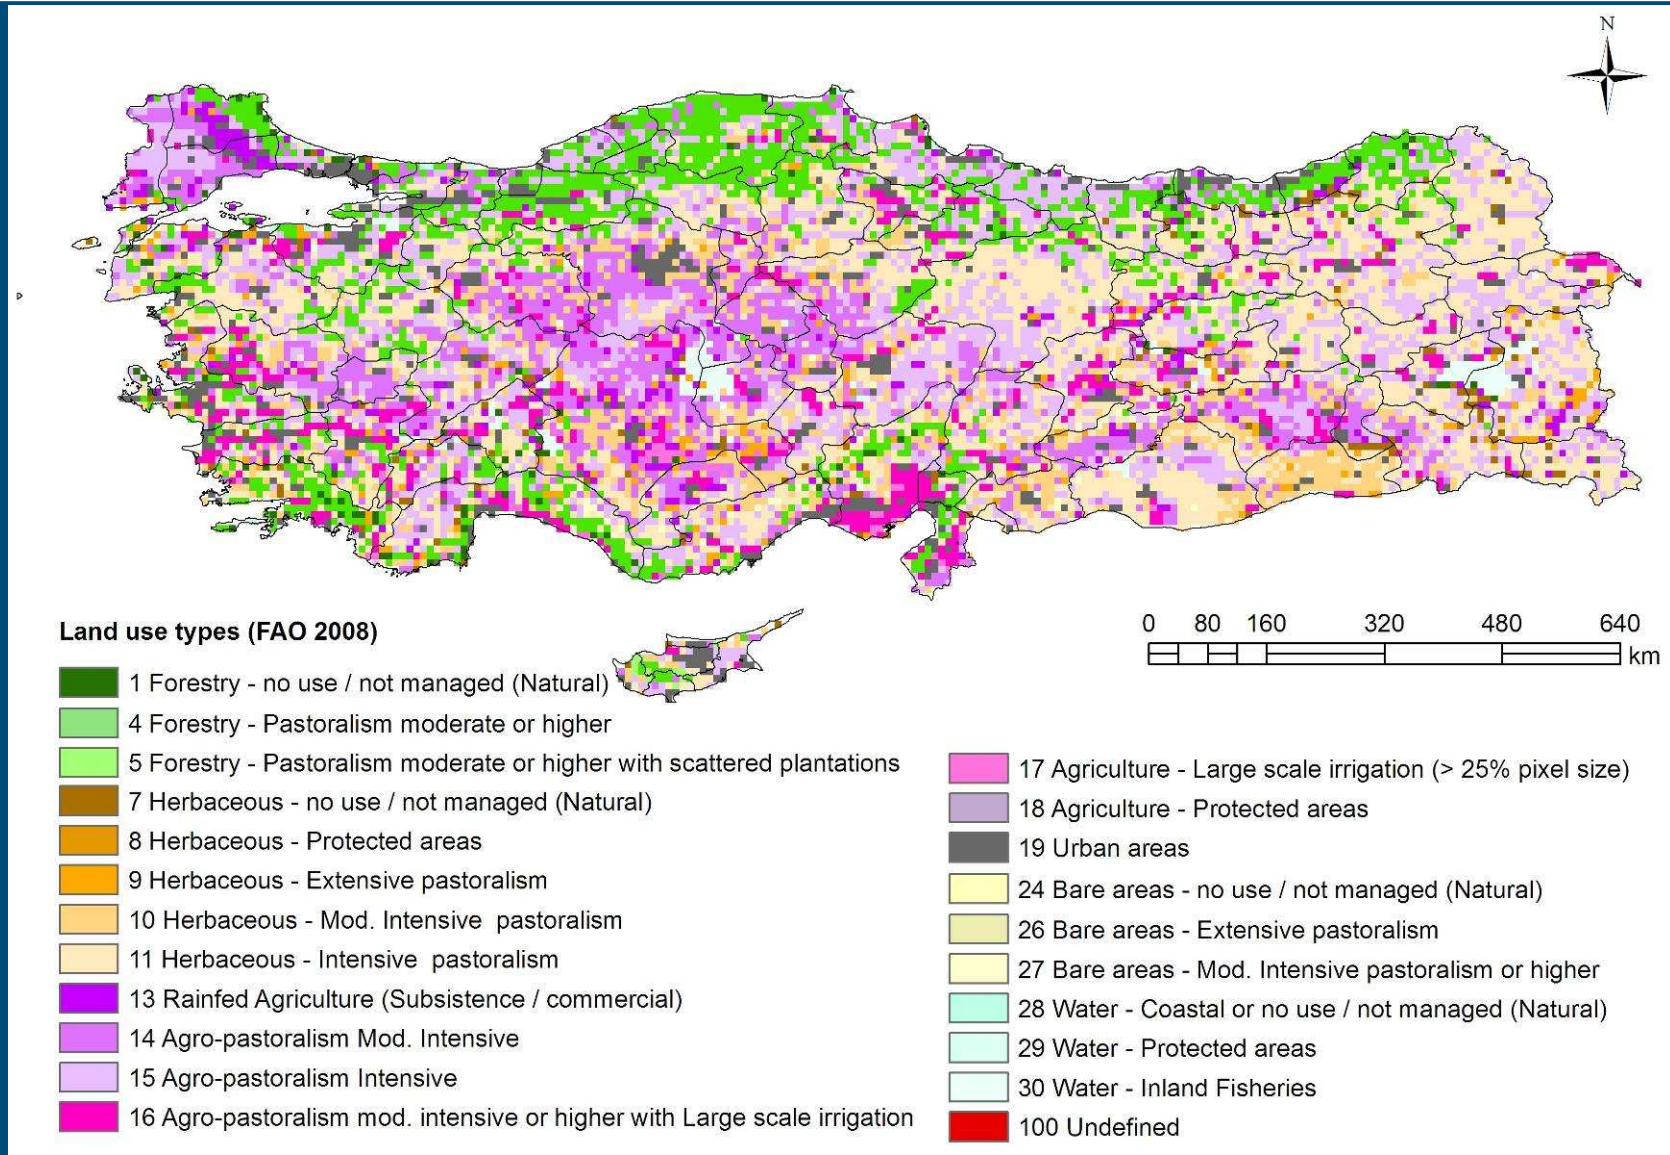 N
0 80 160 320 480 640
km
Land use types (FAO 2008)
1 Forestry - no use / not managed (Natural)
4 Forestry - Pastoralism moderate or higher
5 Forestry - Pastoralism moderate or higher with scattered plantations
7 Herbaceous - no use / not managed (Natural)
8 Herbaceous - Protected areas
9 Herbaceous - Extensive pastoralism
10 Herbaceous - Mod. Intensive pastoralism
11 Herbaceous - Intensive pastoralism
13 Rainfed Agriculture (Subsistence / commercial)
14 Agro-pastoralism Mod. Intensive
15 Agro-pastoralism Intensive
16 Agro-pastoralism mod. intensive or higher with Large scale irrigation
17 Agriculture - Large scale irrigation (> 25% pixel size)
18 Agriculture - Protected areas
19 Urban areas
24 Bare areas - no use / not managed (Natural)
26 Bare areas - Extensive pastoralism
27 Bare areas - Mod. Intensive pastoralism or higher
28 Water - Coastal or no use / not managed (Natural)
29 Water - Protected areas
30 Water - Inland Fisheries
100 Undefined